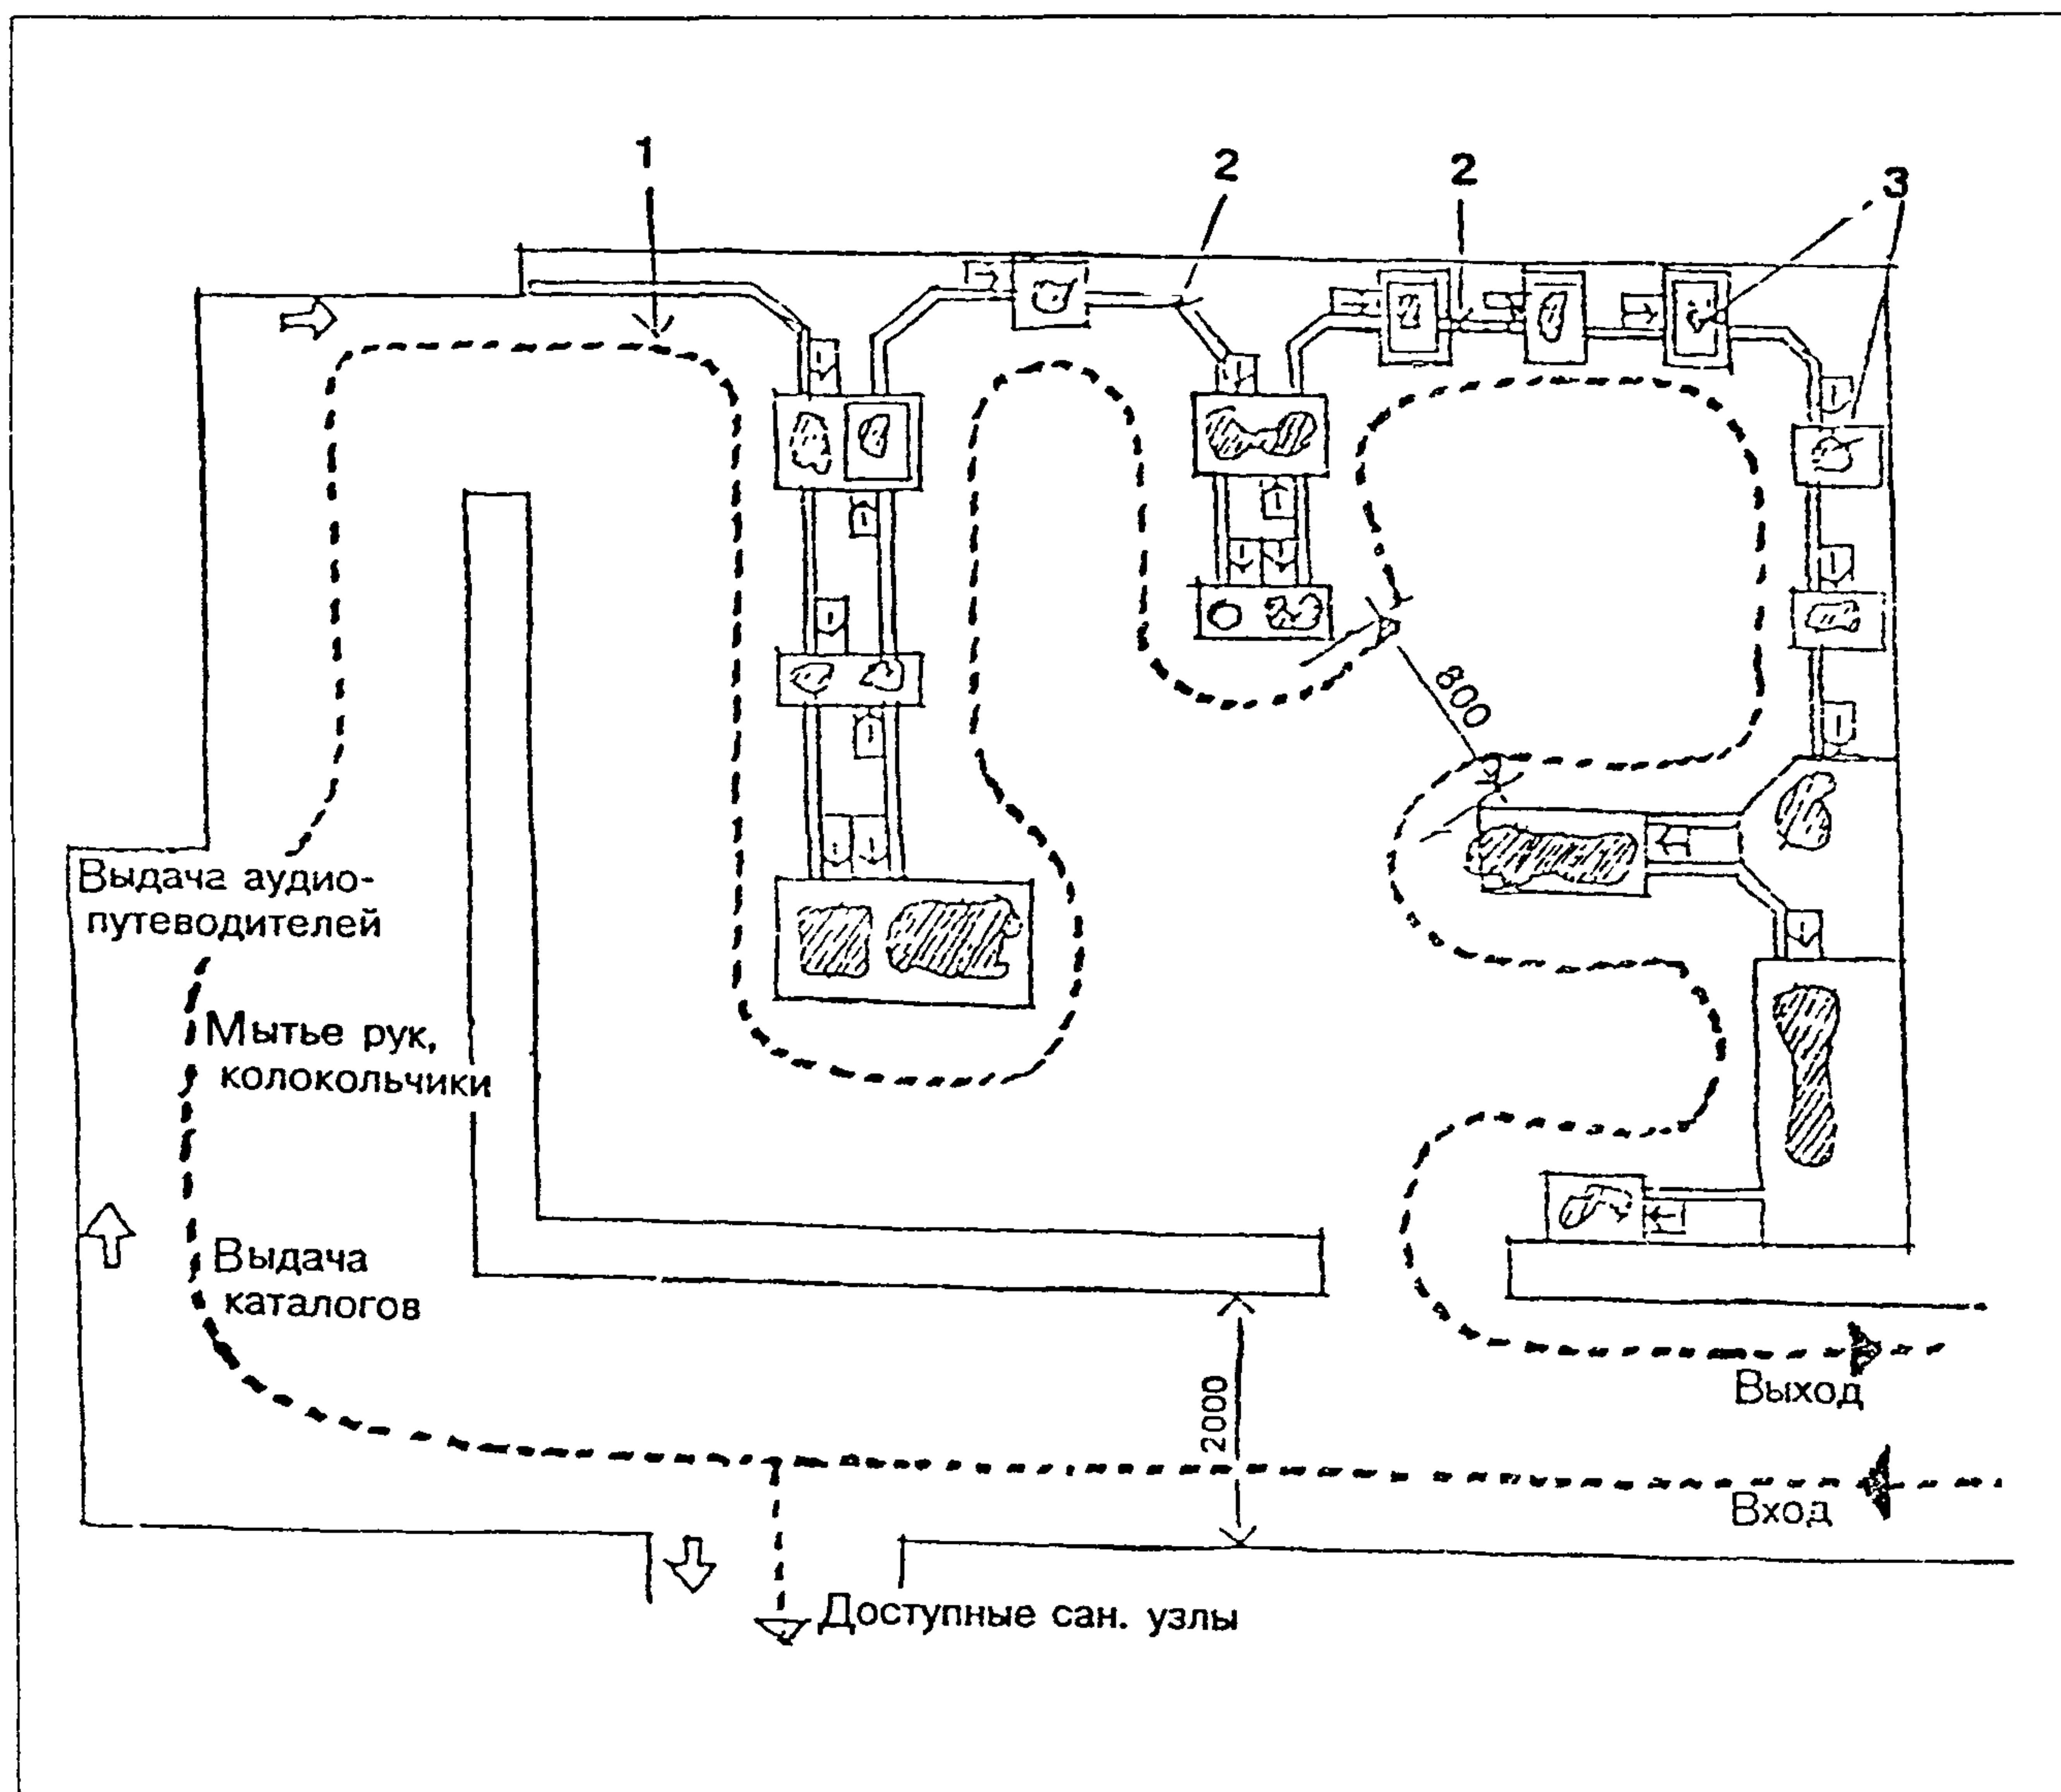 1
2
2
3
800
Выдача аудио-
путеводителей
Мытье рук,
колокольчики
Выдача
каталогов
2000
Выход
Вход
Доступные сан. узлы